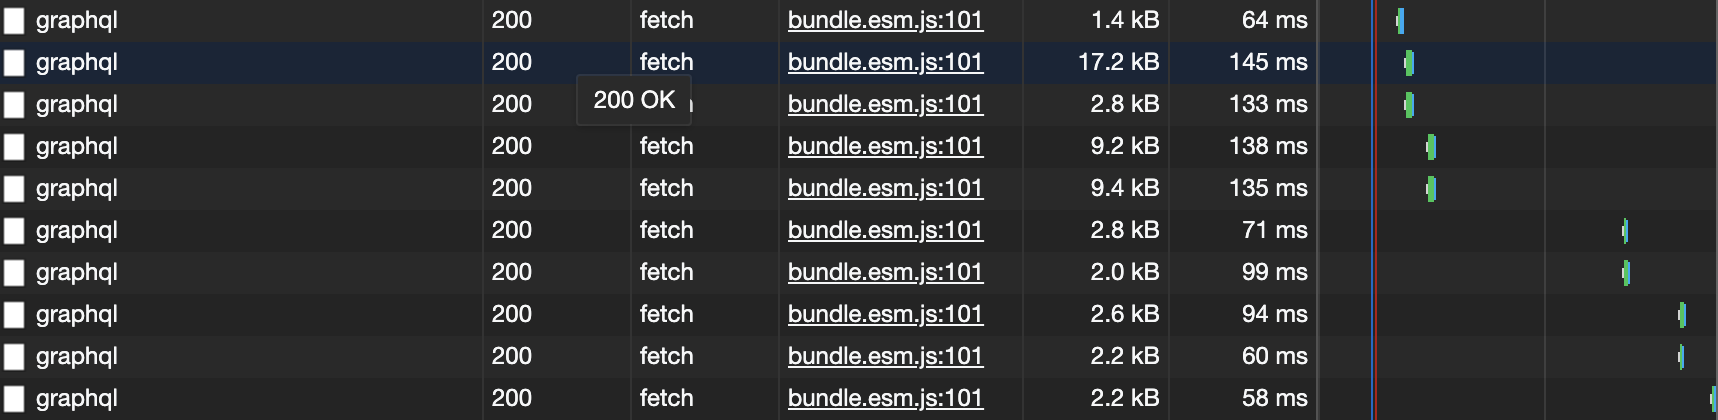 graphql 200 fetch bundle.esm.js:101 1.4 kB 64 ms
graphql 200 fetch bundle.esm.js:101 17.2 kB 145 ms
200 OK
graphql 200 bundle.esm.js:101 2.8 kB 133 ms
graphql 200 fetch bundle.esm.js:101 9.2 kB 138 ms
graphql 200 fetch bundle.esm.js:101 9.4 kB 135 ms
graphql 200 fetch bundle.esm.js:101 2.8 kB 71 ms
graphql 200 fetch bundle.esm.js:101 2.0 kB 99 ms
graphql 200 fetch bundle.esm.js:101 2.6 kB 94 ms
graphql 200 fetch bundle.esm.js:101 2.2 kB 60 ms
graphql 200 fetch bundle.esm.js:101 2.2 kB 58 ms